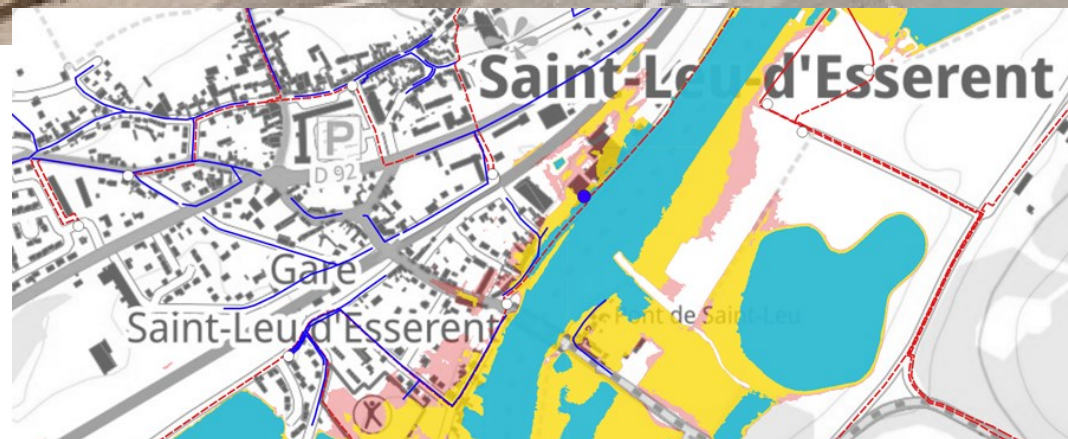 Saint-Leu-d'Esserent
P
D 92
Gare
Saint-Leu-d'Esserent
Pont de Saint-Leu